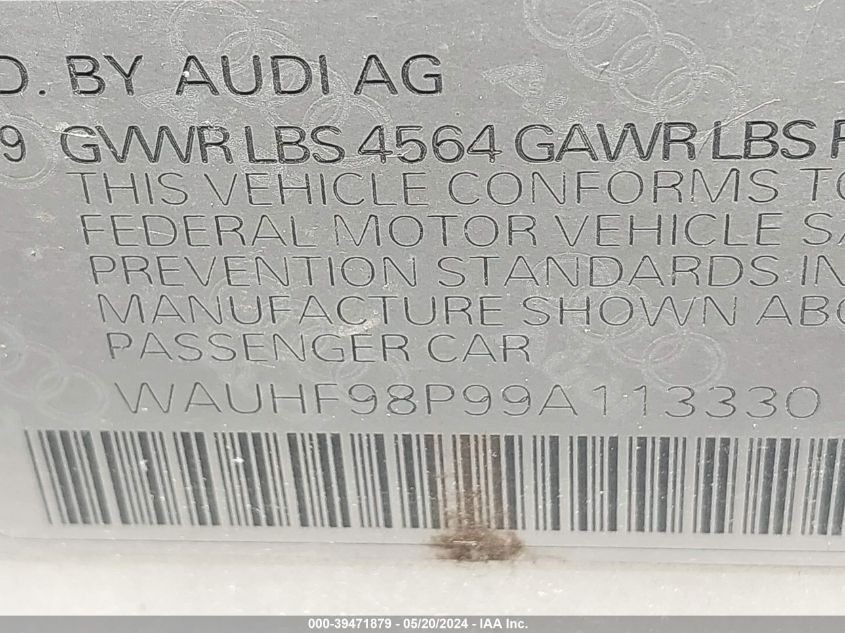 D. BY AUDI AG
9 GVWR LBS 4564 GAWR LBS F
THIS VEHICLE CONFORMS TO
FEDERAL MOTOR VEHICLE SA
PREVENTION STANDARDS IN
MANUFACTURE SHOWN ABO
PASSENGER CAR
WAUHF98P99A113330
000-39471879 - 05/20/2024 - IAA Inc.